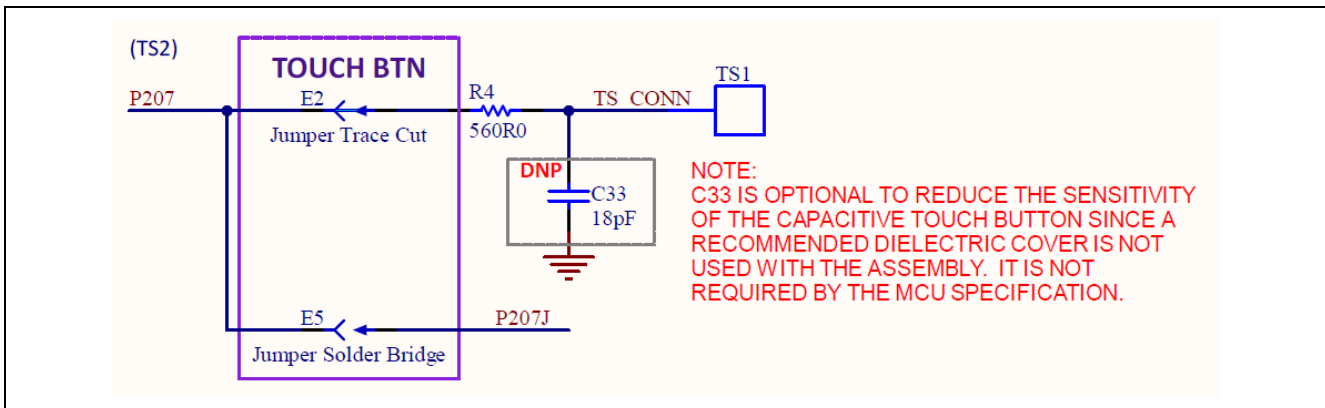 (TS2)
TOUCH BTN
P207
E2
Jumper Trace Cut
R4
560R0
TS_CONN
TS1
DNP
C33
18pF
NOTE:
C33 IS OPTIONAL TO REDUCE THE SENSITIVITY
OF THE CAPACITIVE TOUCH BUTTON SINCE A
RECOMMENDED DIELECTRIC COVER IS NOT
USED WITH THE ASSEMBLY. IT IS NOT
REQUIRED BY THE MCU SPECIFICATION.
E5
P207J
Jumper Solder Bridge